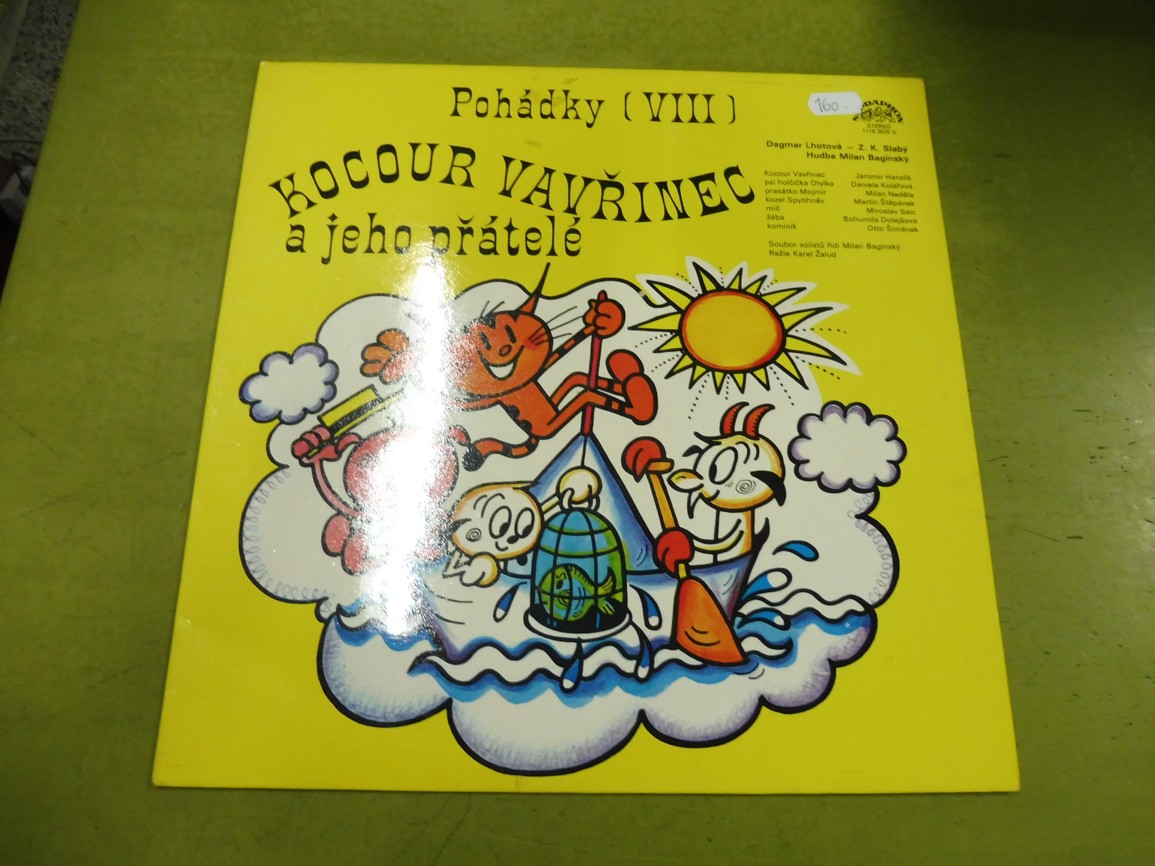 Pohádky (VIII)
160.-
SUPRAPHON
STEREO
KOCOUR VAVŘINEC
a jeho přátelé
Dagmar Lhotová – Z. K. Slabý
Hudba Milan Baginský
Kocour Vavřinec Jaromír Hanzlík
psí holčička Otylka Daniela Kolářová
prasátko Mojmír Milan Neděla
kozel Spytihněv Martin Štěpánek
míč Miroslav Saic
žába Bohumila Dolejšová
kominík Otto Šimánek
Soubor sólistů řídí Milan Baginský
Režie Karel Žalud